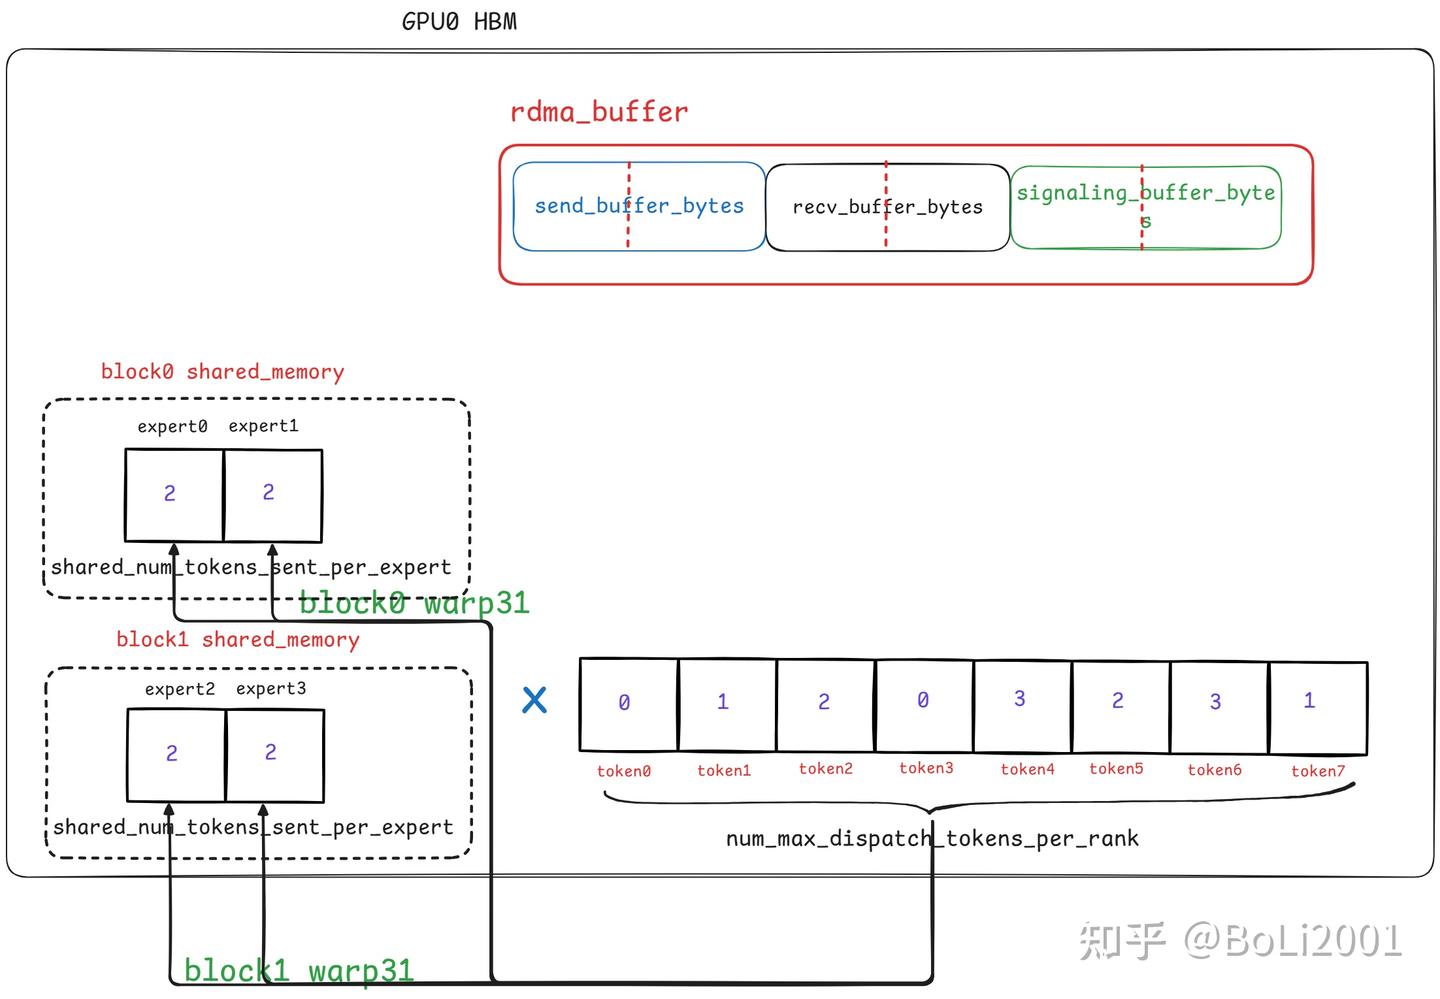 GPU0 HBM
rdma_buffer
send_buffer_bytes
recv_buffer_bytes
signaling_buffer_byte
s
block0 shared_memory
expert0 expert1
2 2
shared_num_tokens_sent_per_expert
block0 warp31
block1 shared_memory
expert2 expert3
2 2
shared_num_tokens_sent_per_expert
block1 warp31
x
0 1 2 0 3 2 3 1
token0 token1 token2 token3 token4 token5 token6 token7
num_max_dispatch_tokens_per_rank
知乎 @BoLi2001